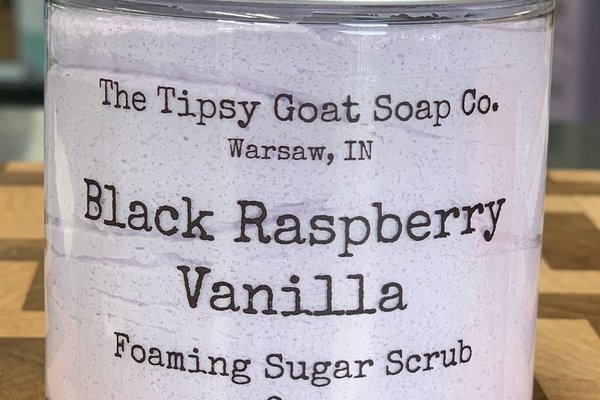 The Tipsy Goat Soap Co.
Warsaw, IN
Black Raspberry
Vanilla
Foaming Sugar Scrub